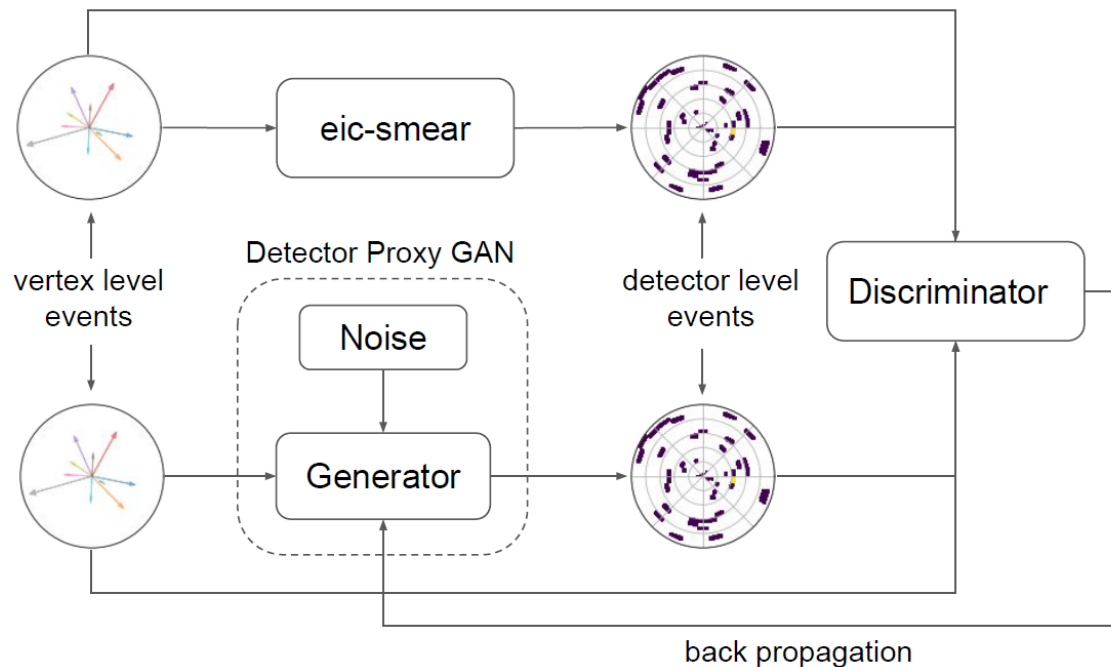 eic-smear
Detector Proxy GAN
vertex level
events
detector level
events
Discriminator
Noise
Generator
back propagation